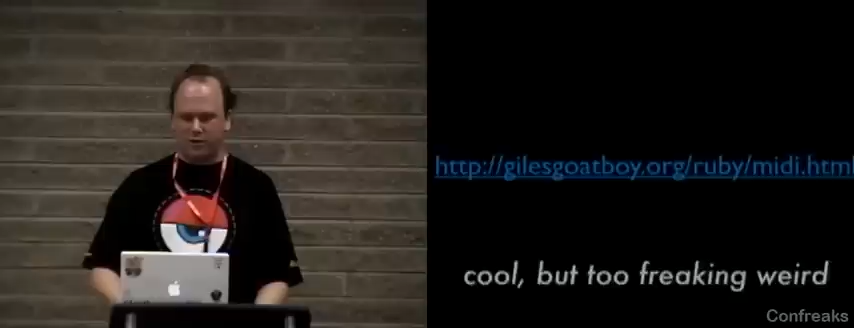 http://gilesgoatboy.org/ruby/midi.html
cool, but too freaking weird
Confreaks